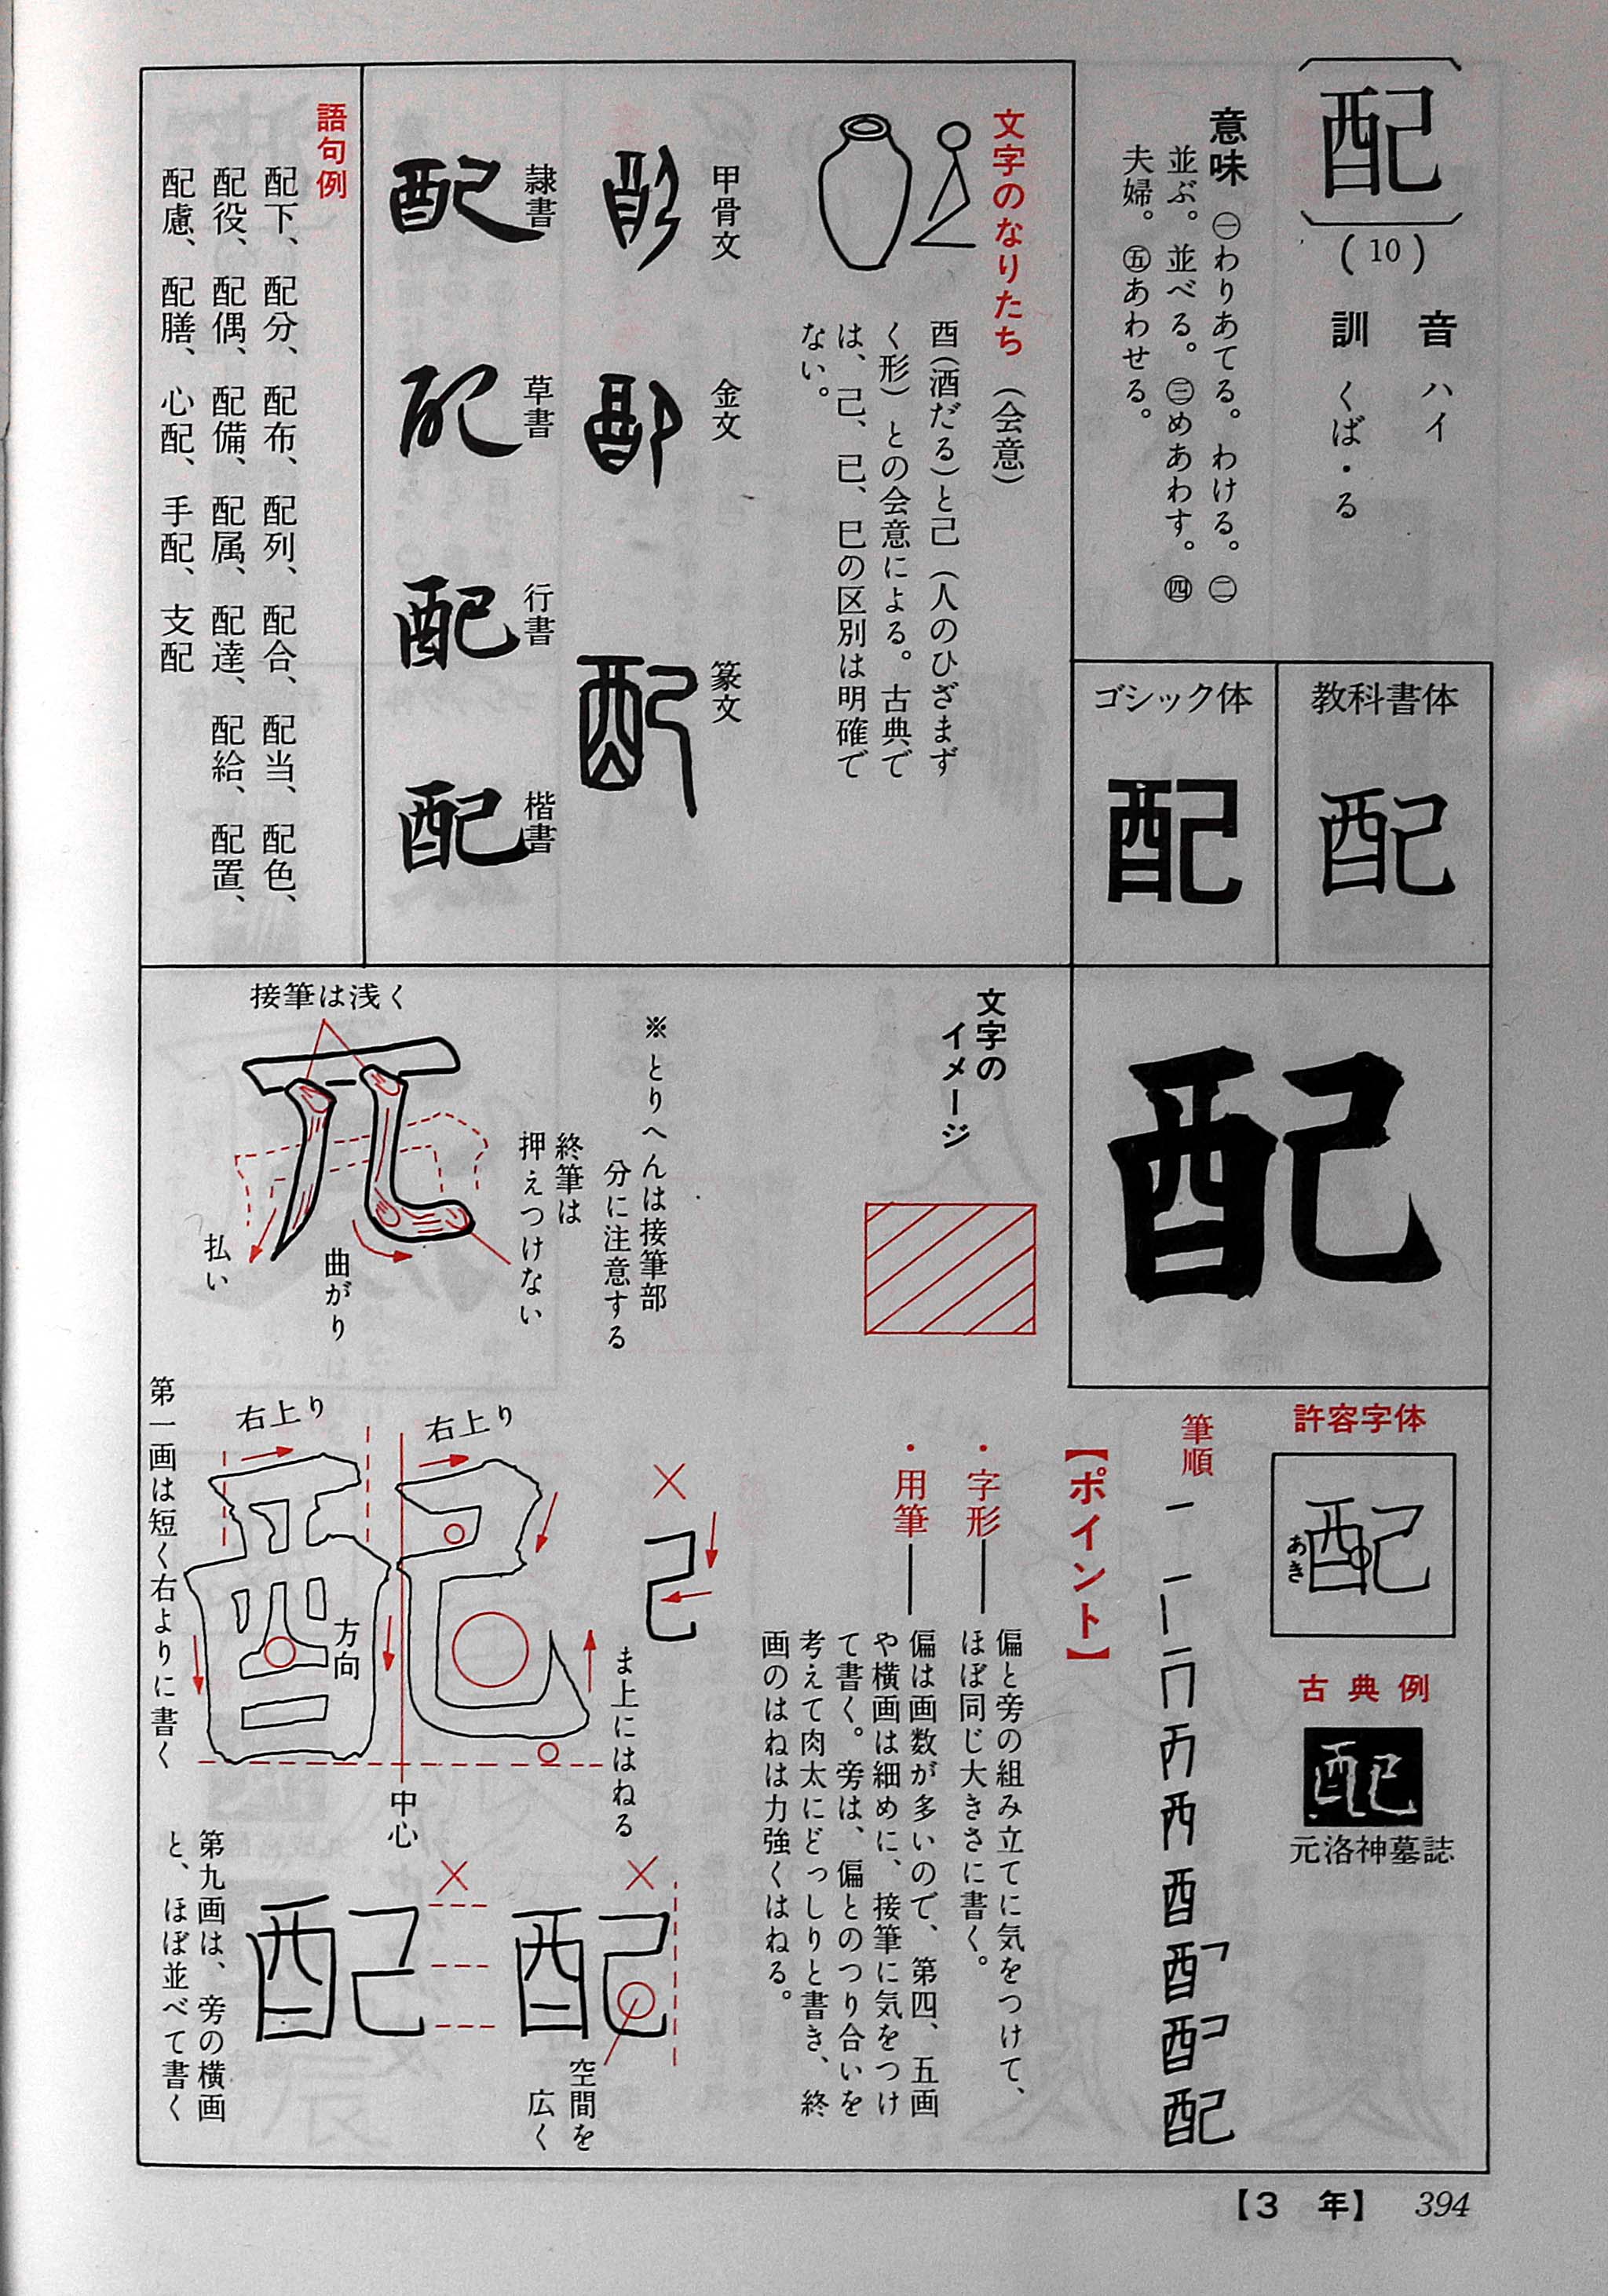 配
(10)
音 ハイ
訓 くば・る
意味 ㊀わりあてる。わける。㊁
並ぶ。並べる。㊂めあわす。㊃
夫婦。㊄あわせる。
教科書体
配
ゴシック体
配
文字のなりたち（会意）
酉（酒だる）と己（人のひざまず
く形）との会意による。古典で
は、己、已、巳の区別は明確で
ない。
甲骨文
金文
篆文
配
隷書
配
草書
配
行書
配
楷書
配
語句例
配下、配分、配布、配列、配合、配当、配色、
配役、配偶、配備、配属、配達、配給、配置、
配慮、配膳、心配、手配、支配
配
許容字体
配
あき
古典例
配
元洛神墓誌
筆順
配
【ポイント】
・字形――偏と旁の組み立てに気をつけて、
ほぼ同じ大きさに書く。
・用筆――偏は画数が多いので、第四、五画
や横画は細めに、接筆に気をつけ
て書く。旁は、偏とのつり合いを
考えて肉太にどっしりと書き、終
画のはねは力強くはねる。
文字の
イメージ
※とりへんは接筆部
分に注意する
終筆は
押えつけない
接筆は浅く
曲がり
払い
己
右上り
右上り
方向
ま上にはねる
中心
第一画は短く右よりに書く
配
空間を
広く
配
第九画は、旁の横画
と、ほぼ並べて書く
【3 年】 394